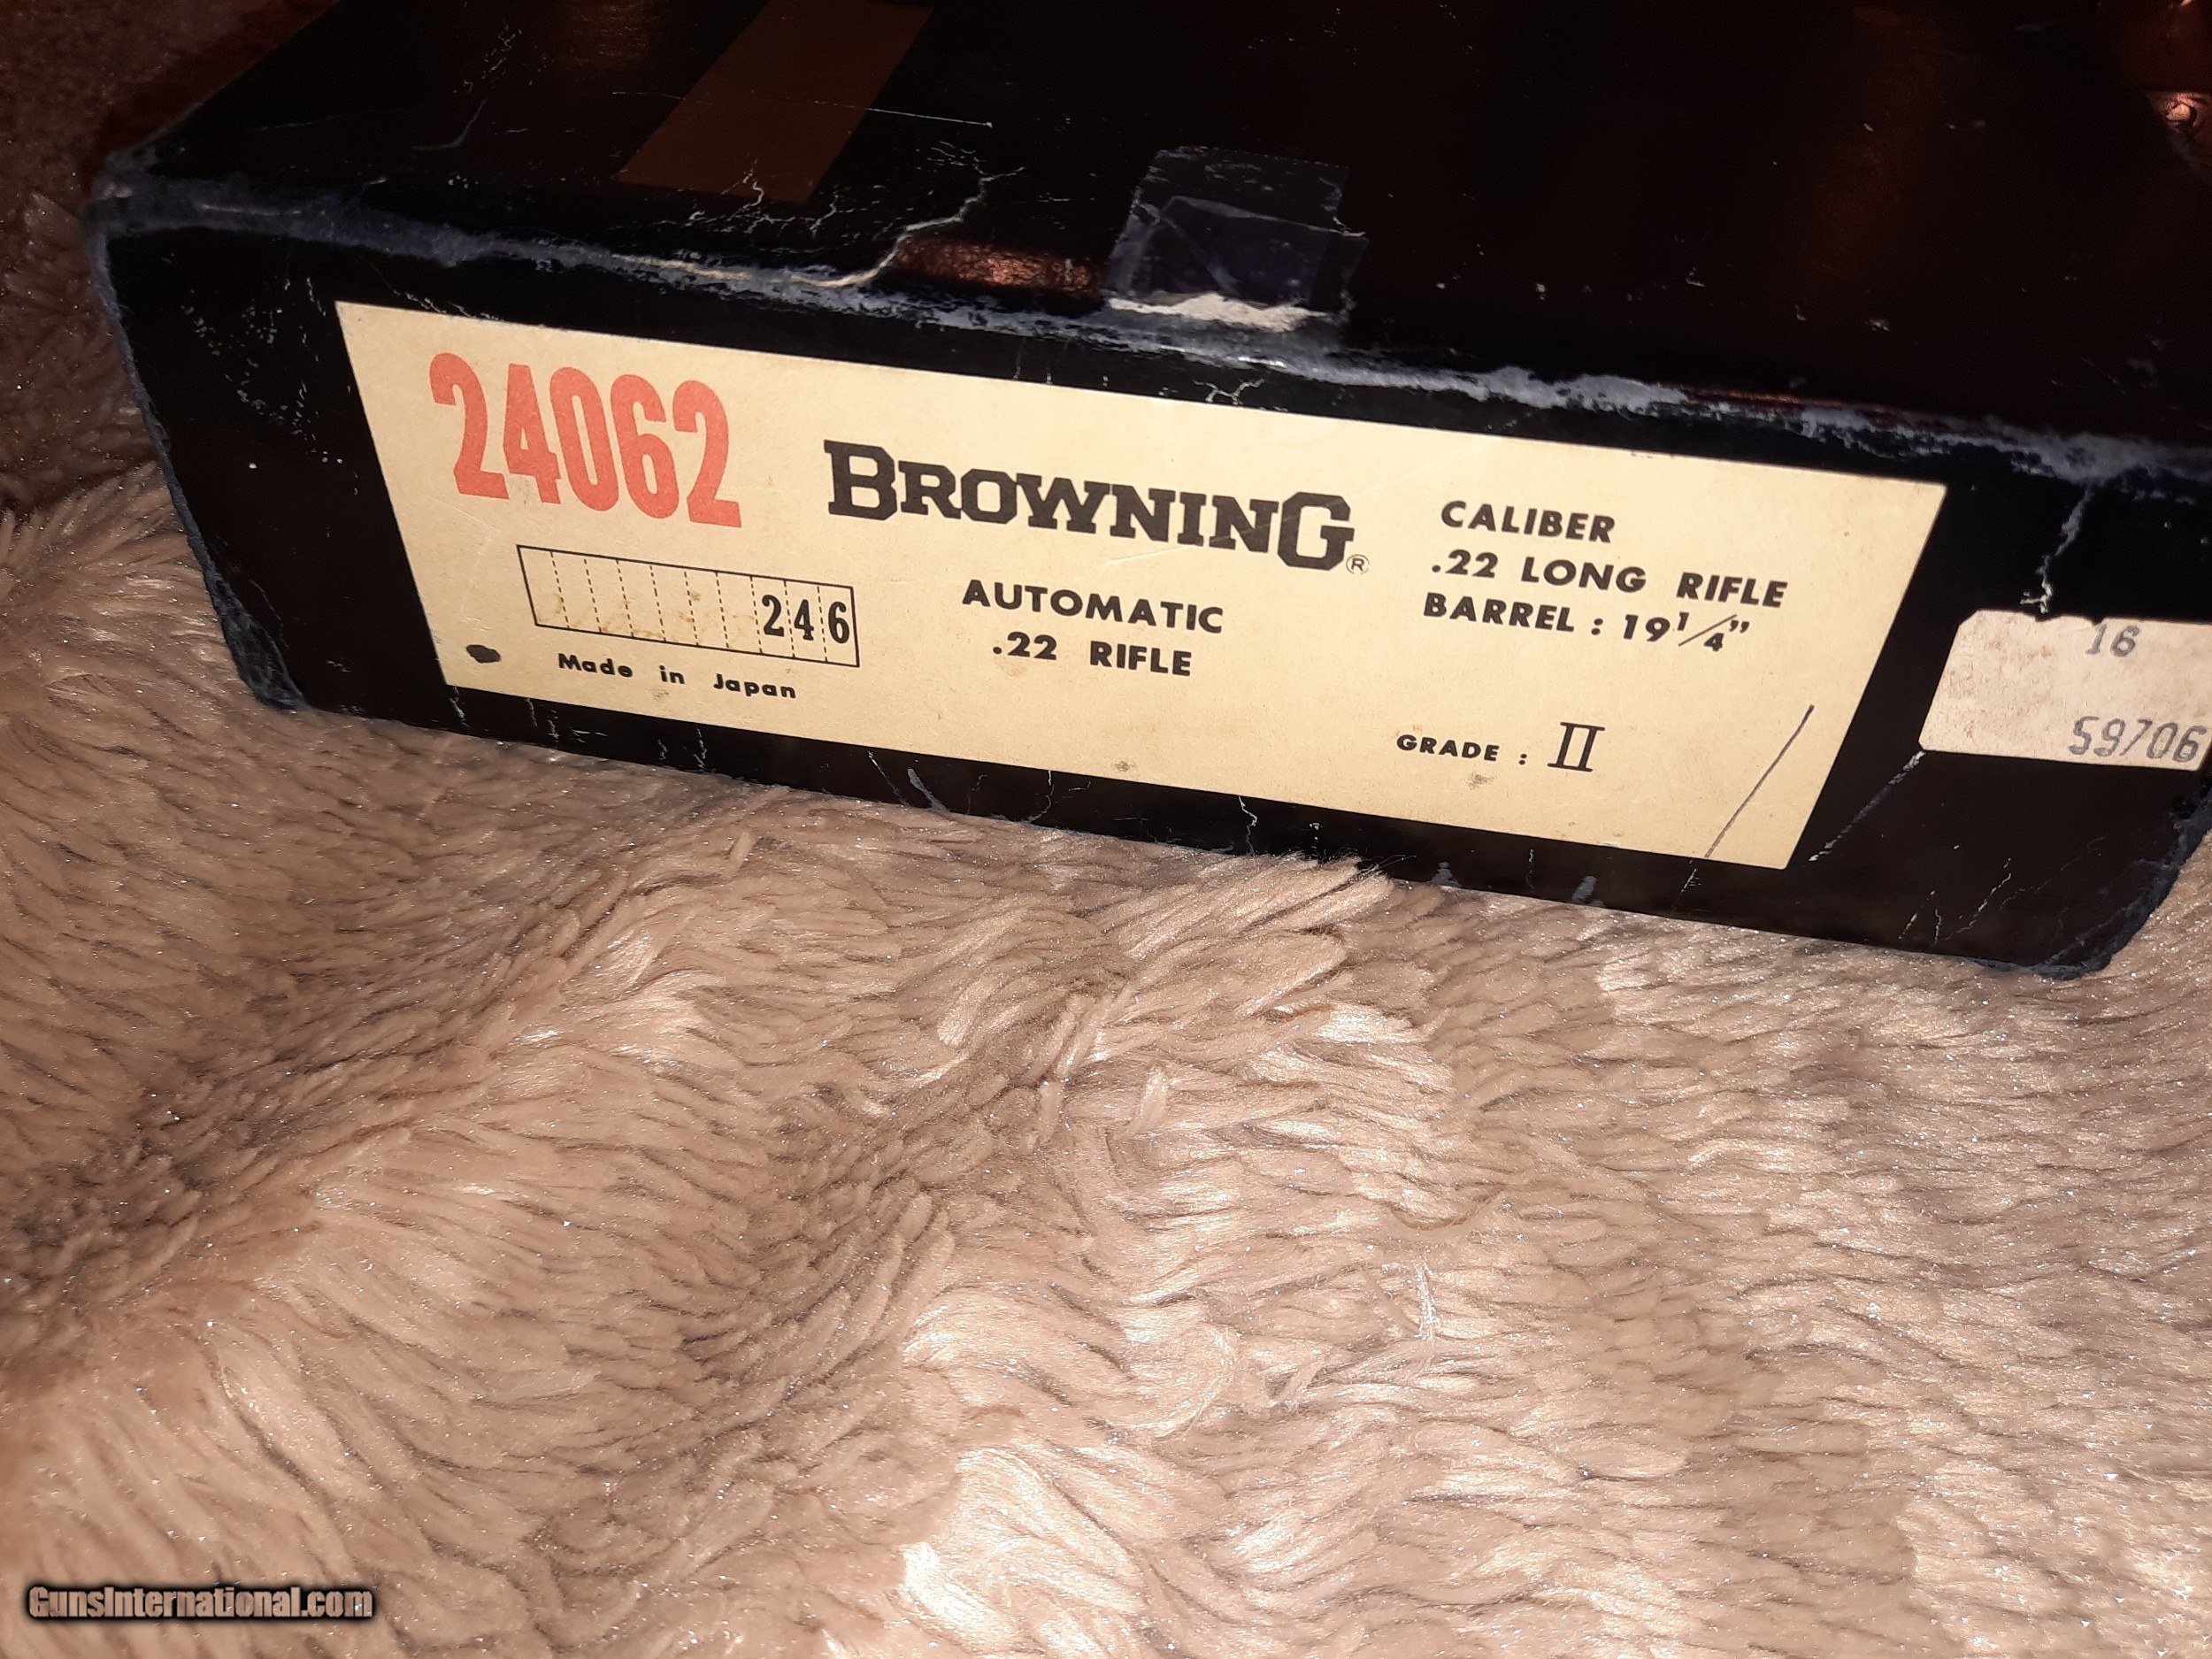 24062
BROWNING®
CALIBER
.22 LONG RIFLE
BARREL : 19 1/4"
246
Made in Japan
AUTOMATIC
.22 RIFLE
GRADE : II
16
59706
GunsInternational.com